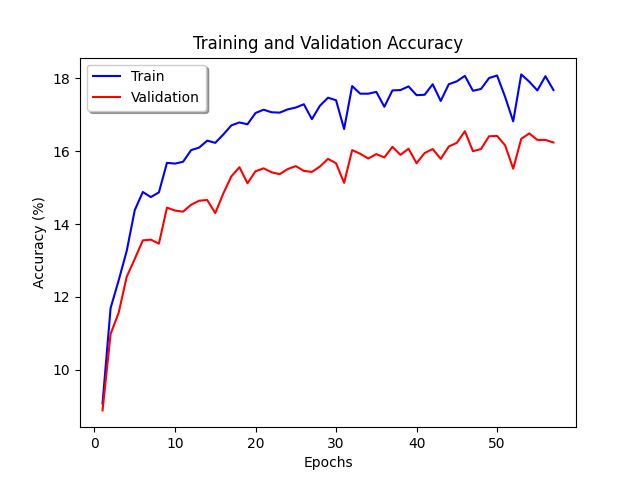 Training and Validation Accuracy
Train
Validation
18
16
14
12
10
Accuracy (%)
0
10
20
30
40
50
Epochs